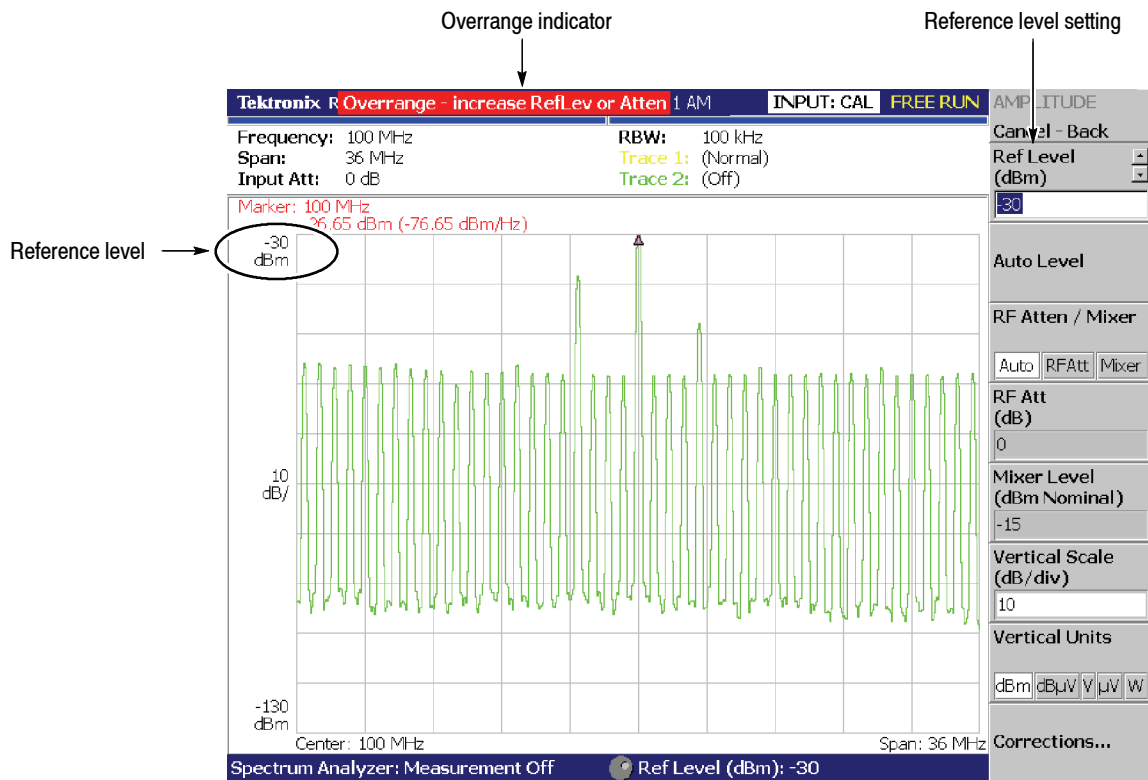 Overrange indicator
Reference level setting
Tektronix R Overrange - increase RefLev or Atten 1 AM INPUT: CAL FREE RUN
Frequency: 100 MHz RBW: 100 kHz
Span: 36 MHz Trace 1: (Normal)
Input Att: 0 dB Trace 2: (Off)
Marker: 100 MHz
26.65 dBm (-76.65 dBm/Hz)
Reference level
-30
dBm
10
dB/
-130
dBm
Center: 100 MHz Span: 36 MHz
Spectrum Analyzer: Measurement Off Ref Level (dBm): -30
AMPLITUDE
Cancel - Back
Ref Level
(dBm)
-30
Auto Level
RF Atten / Mixer
Auto RFAtt Mixer
RF Att
(dB)
0
Mixer Level
(dBm Nominal)
-15
Vertical Scale
(dB/div)
10
Vertical Units
dBm dBµV V µV W
Corrections...